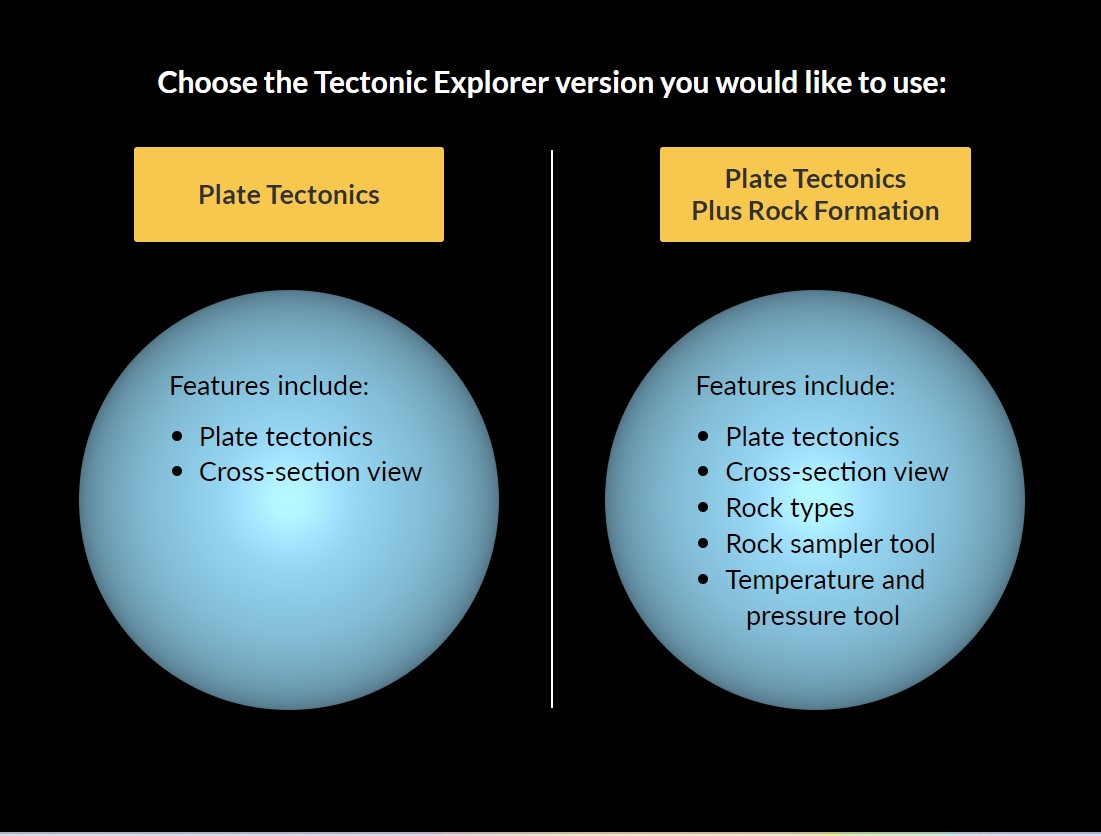 Choose the Tectonic Explorer version you would like to use:
Plate Tectonics
Features include:
• Plate tectonics
• Cross-section view
Plate Tectonics
Plus Rock Formation
Features include:
• Plate tectonics
• Cross-section view
• Rock types
• Rock sampler tool
• Temperature and
pressure tool